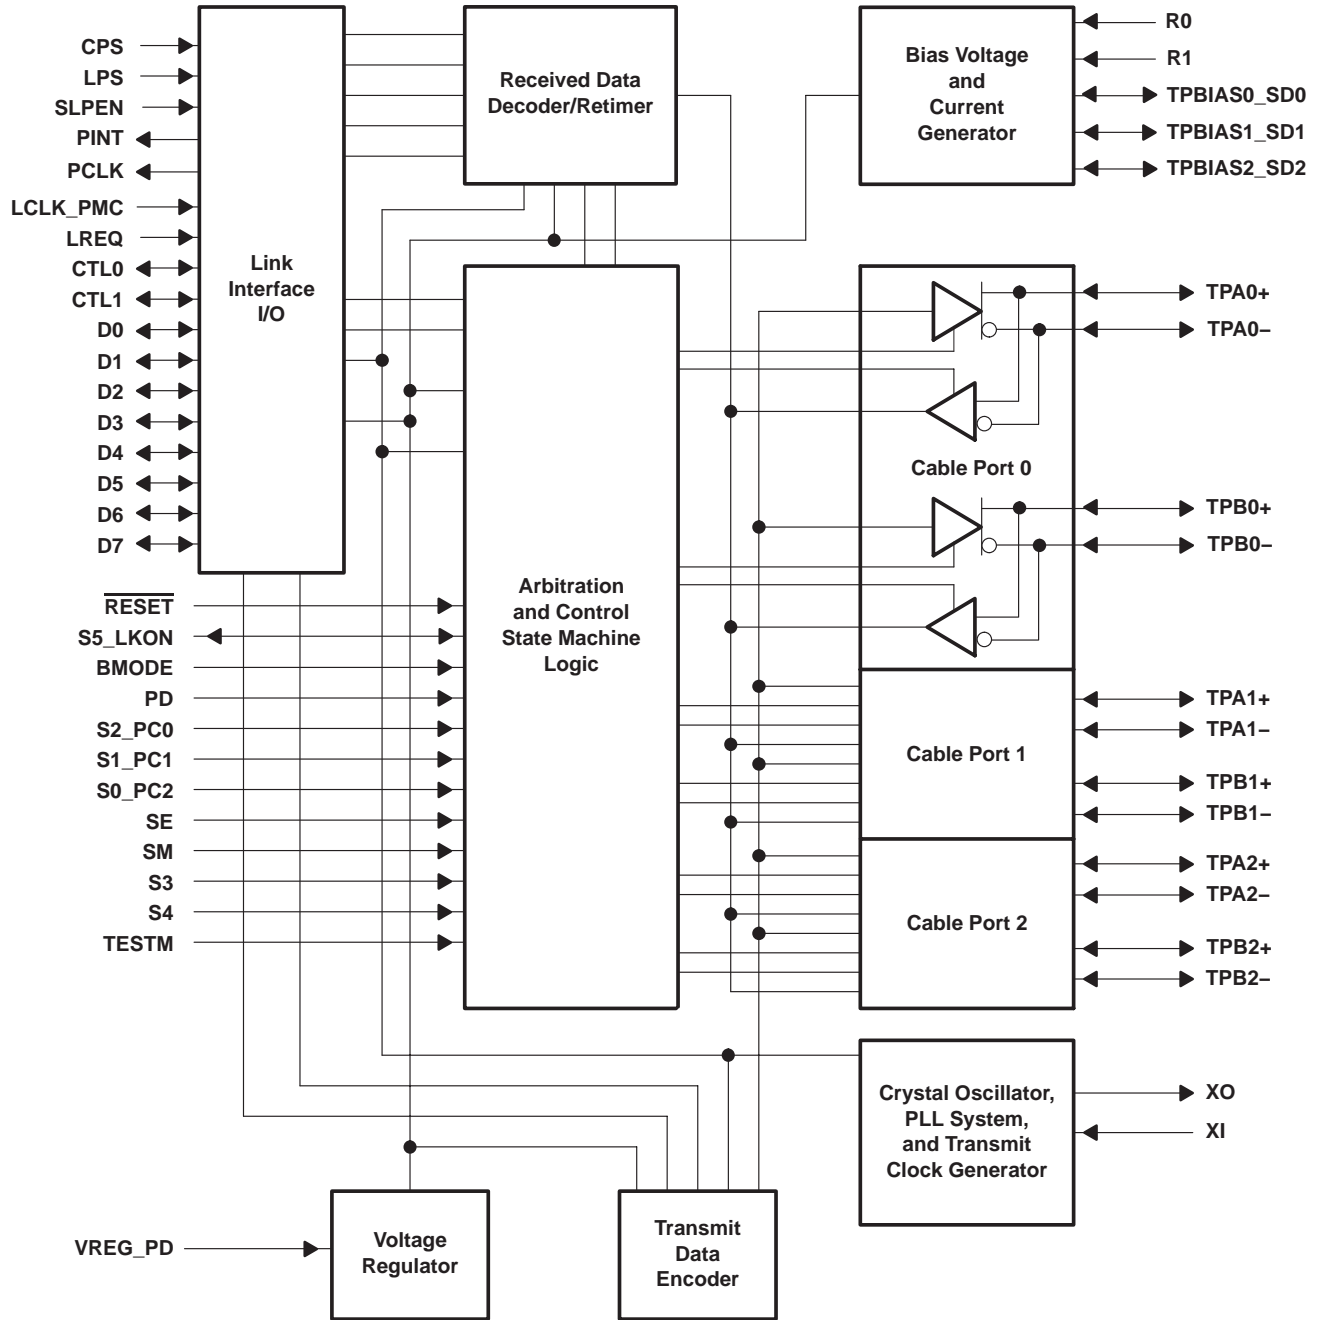 CPS
LPS
SLPEN
PINT
PCLK
LCLK_PMC
LREQ
CTL0
CTL1
D0
D1
D2
D3
D4
D5
D6
D7
Link
Interface
I/O
Received Data
Decoder/Retimer
Bias Voltage
and
Current
Generator
R0
R1
TPBIAS0_SD0
TPBIAS1_SD1
TPBIAS2_SD2
RESET
S5_LKON
BMODE
PD
S2_PC0
S1_PC1
S0_PC2
SE
SM
S3
S4
TESTM
Arbitration
and Control
State Machine
Logic
Cable Port 0
TPA0+
TPA0–
TPB0+
TPB0–
Cable Port 1
TPA1+
TPA1–
TPB1+
TPB1–
Cable Port 2
TPA2+
TPA2–
TPB2+
TPB2–
Crystal Oscillator,
PLL System,
and Transmit
Clock Generator
XO
XI
VREG_PD
Voltage
Regulator
Transmit
Data
Encoder